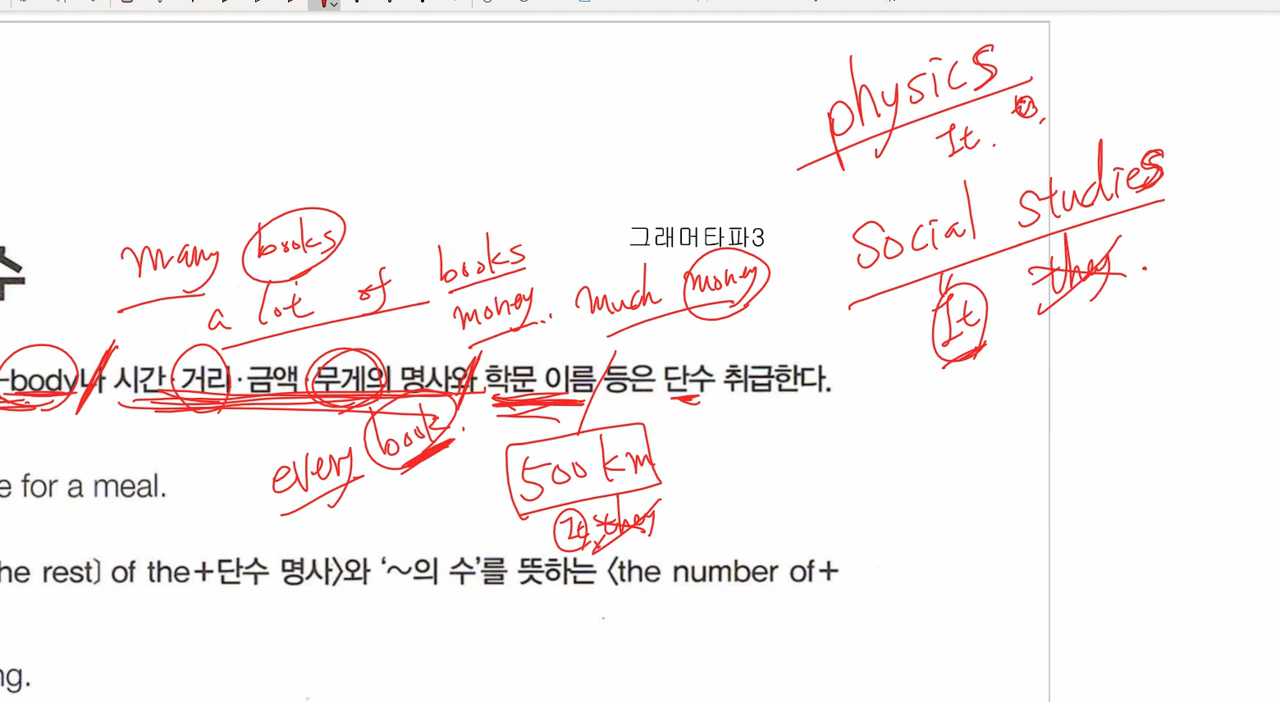 physics
It. is.
social studies
It they.
그래머타파3
수
many books
a lot of books
money..
much money
-body나 시간·거리·금액·무게의 명사와 학문 이름 등은 단수 취급한다.
every book.
500 km
It they
e for a meal.
he rest] of the+단수 명사>와 '~의 수'를 뜻하는 <the number of+
ng.